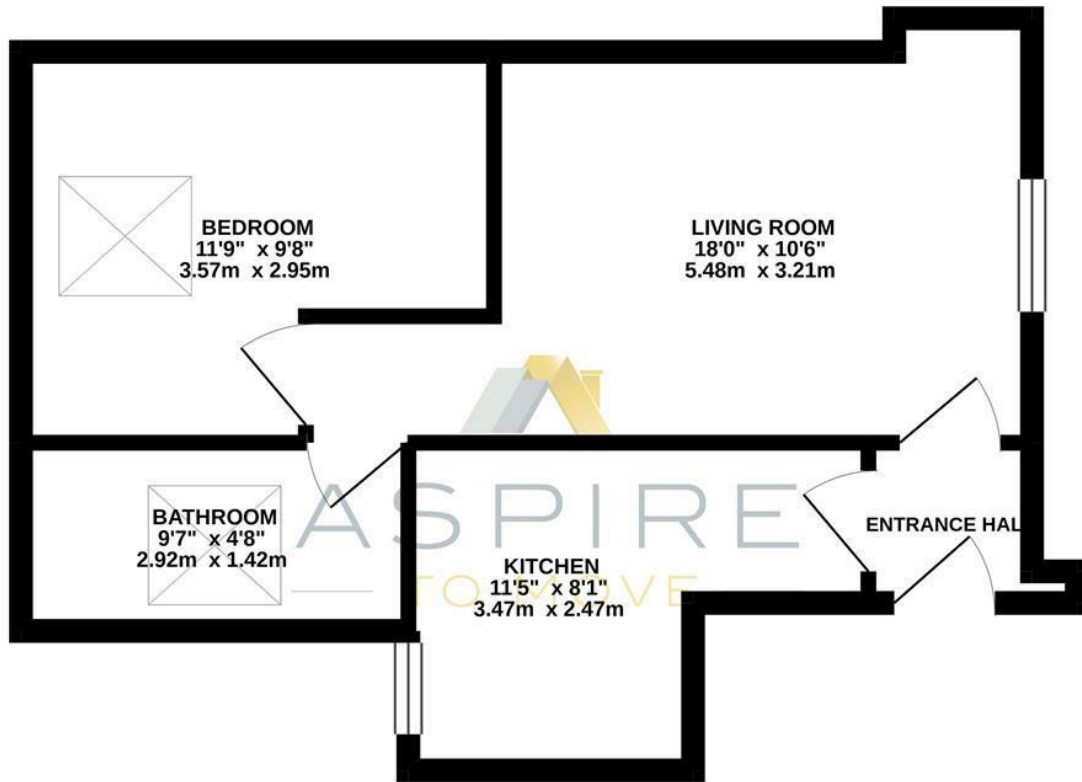 BEDROOM
11'9" x 9'8"
3.57m x 2.95m
LIVING ROOM
18'0" x 10'6"
5.48m x 3.21m
BATHROOM
9'7" x 4'8"
2.92m x 1.42m
ASPIRE
TO MOVE
ENTRANCE HAL
KITCHEN
11'5" x 8'1"
3.47m x 2.47m